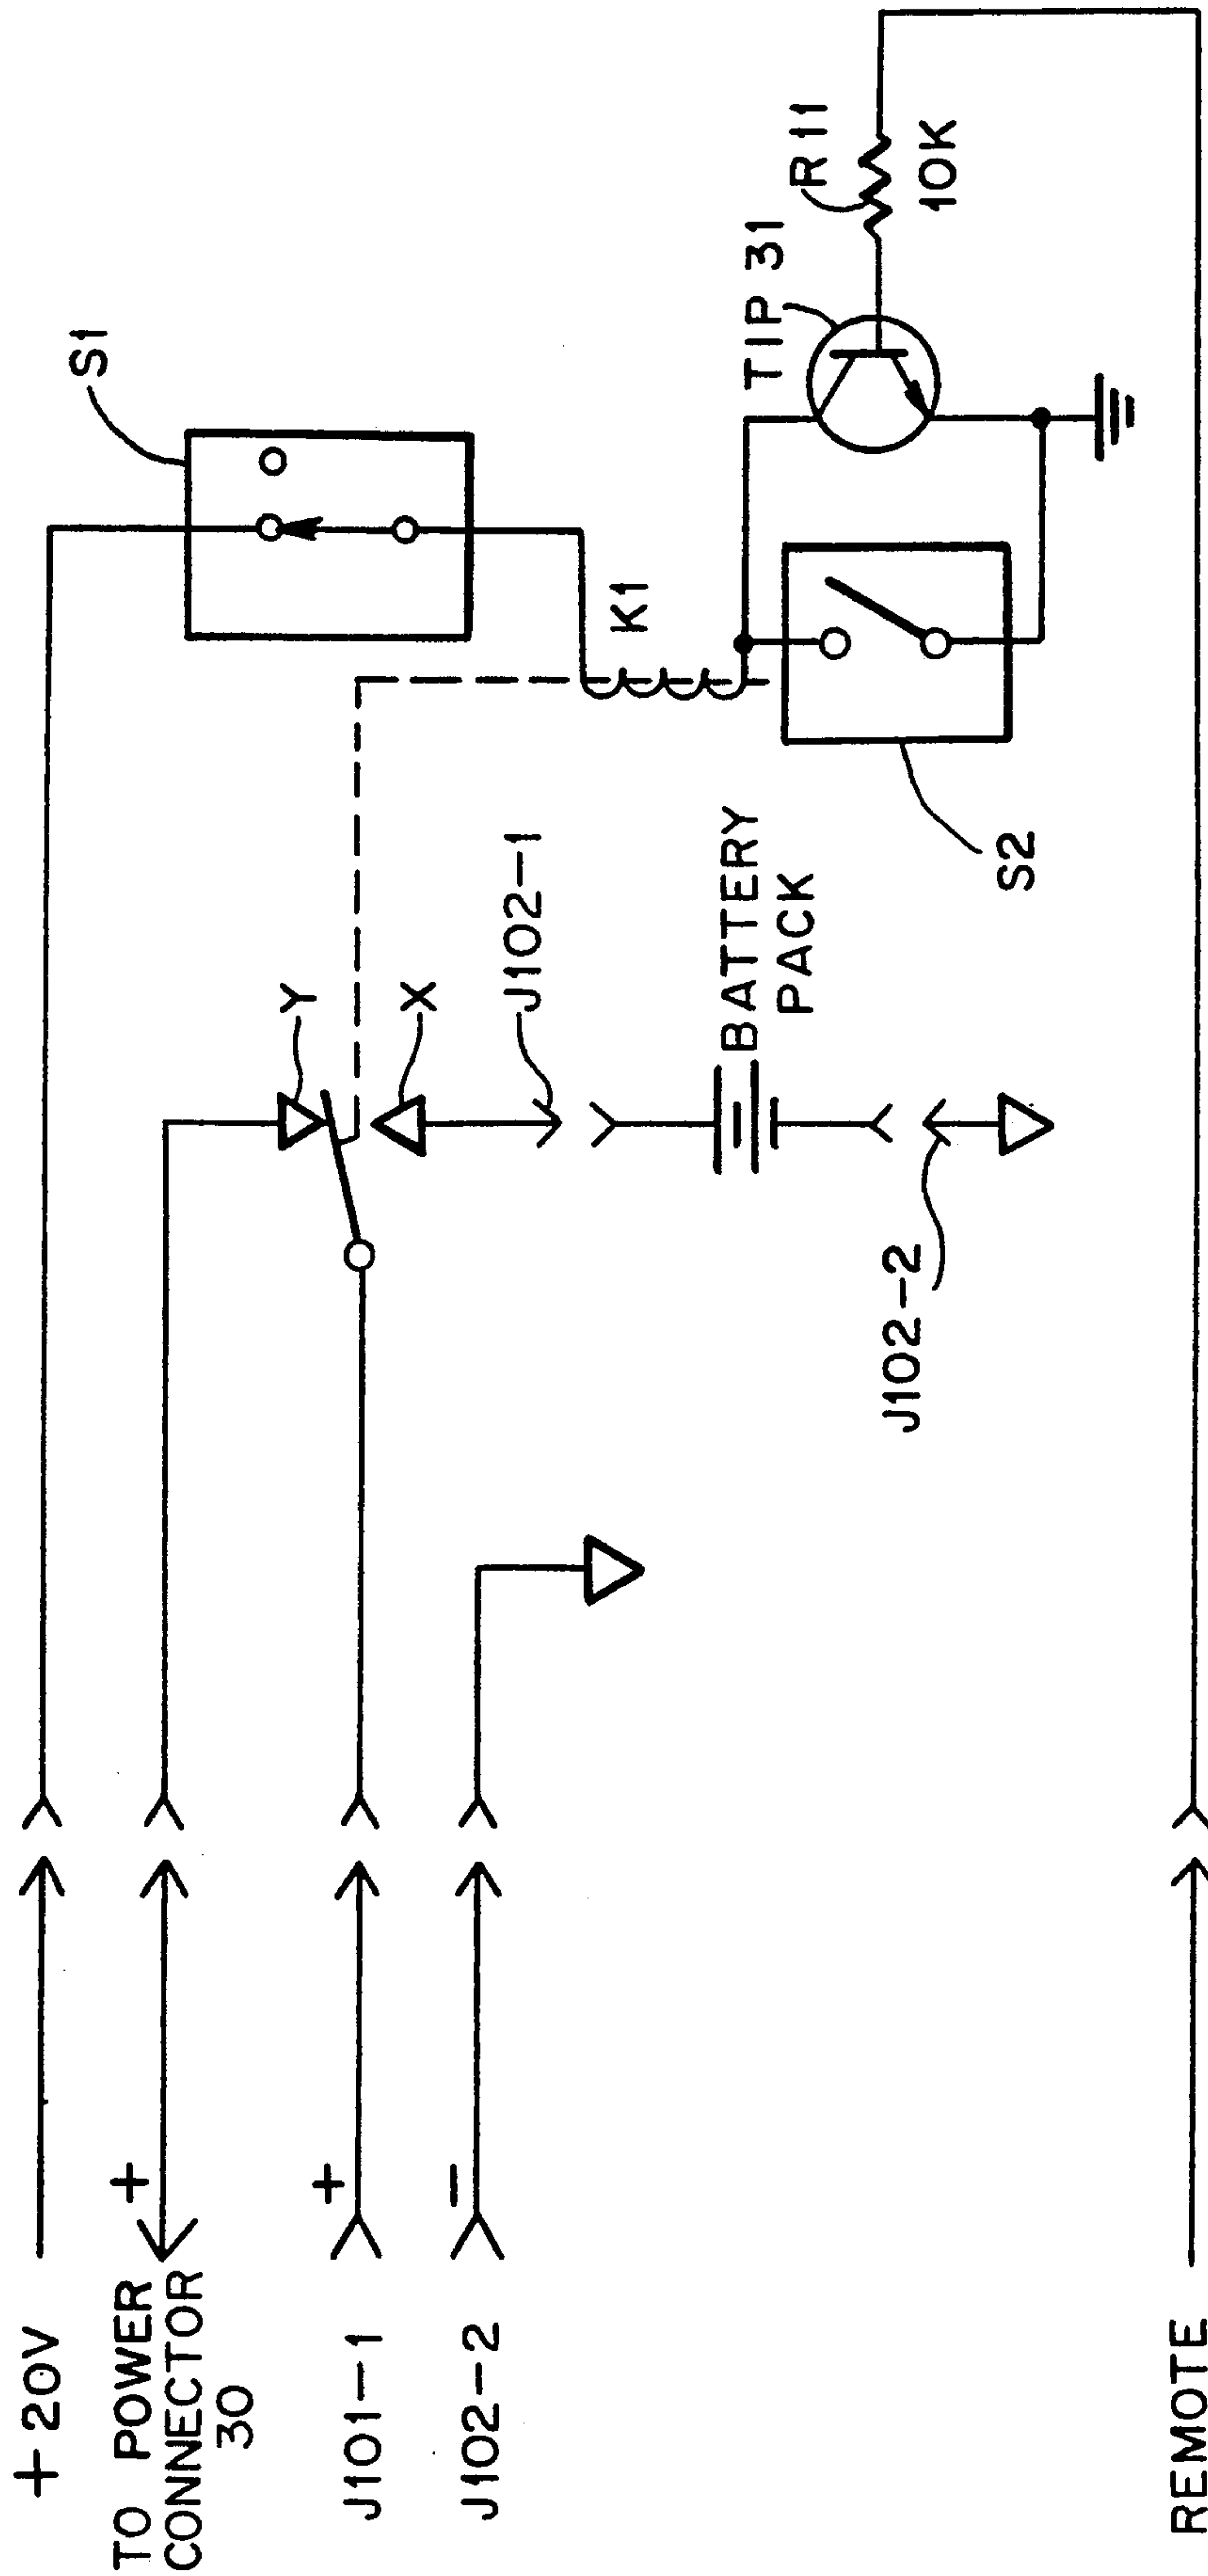 +20V
TO POWER +
CONNECTOR
30
J101-1 +
J102-2 -
REMOTE
Y
X
J102-1
BATTERY
PACK
J102-2
S1
K1
S2
TIP 31
R11
10K